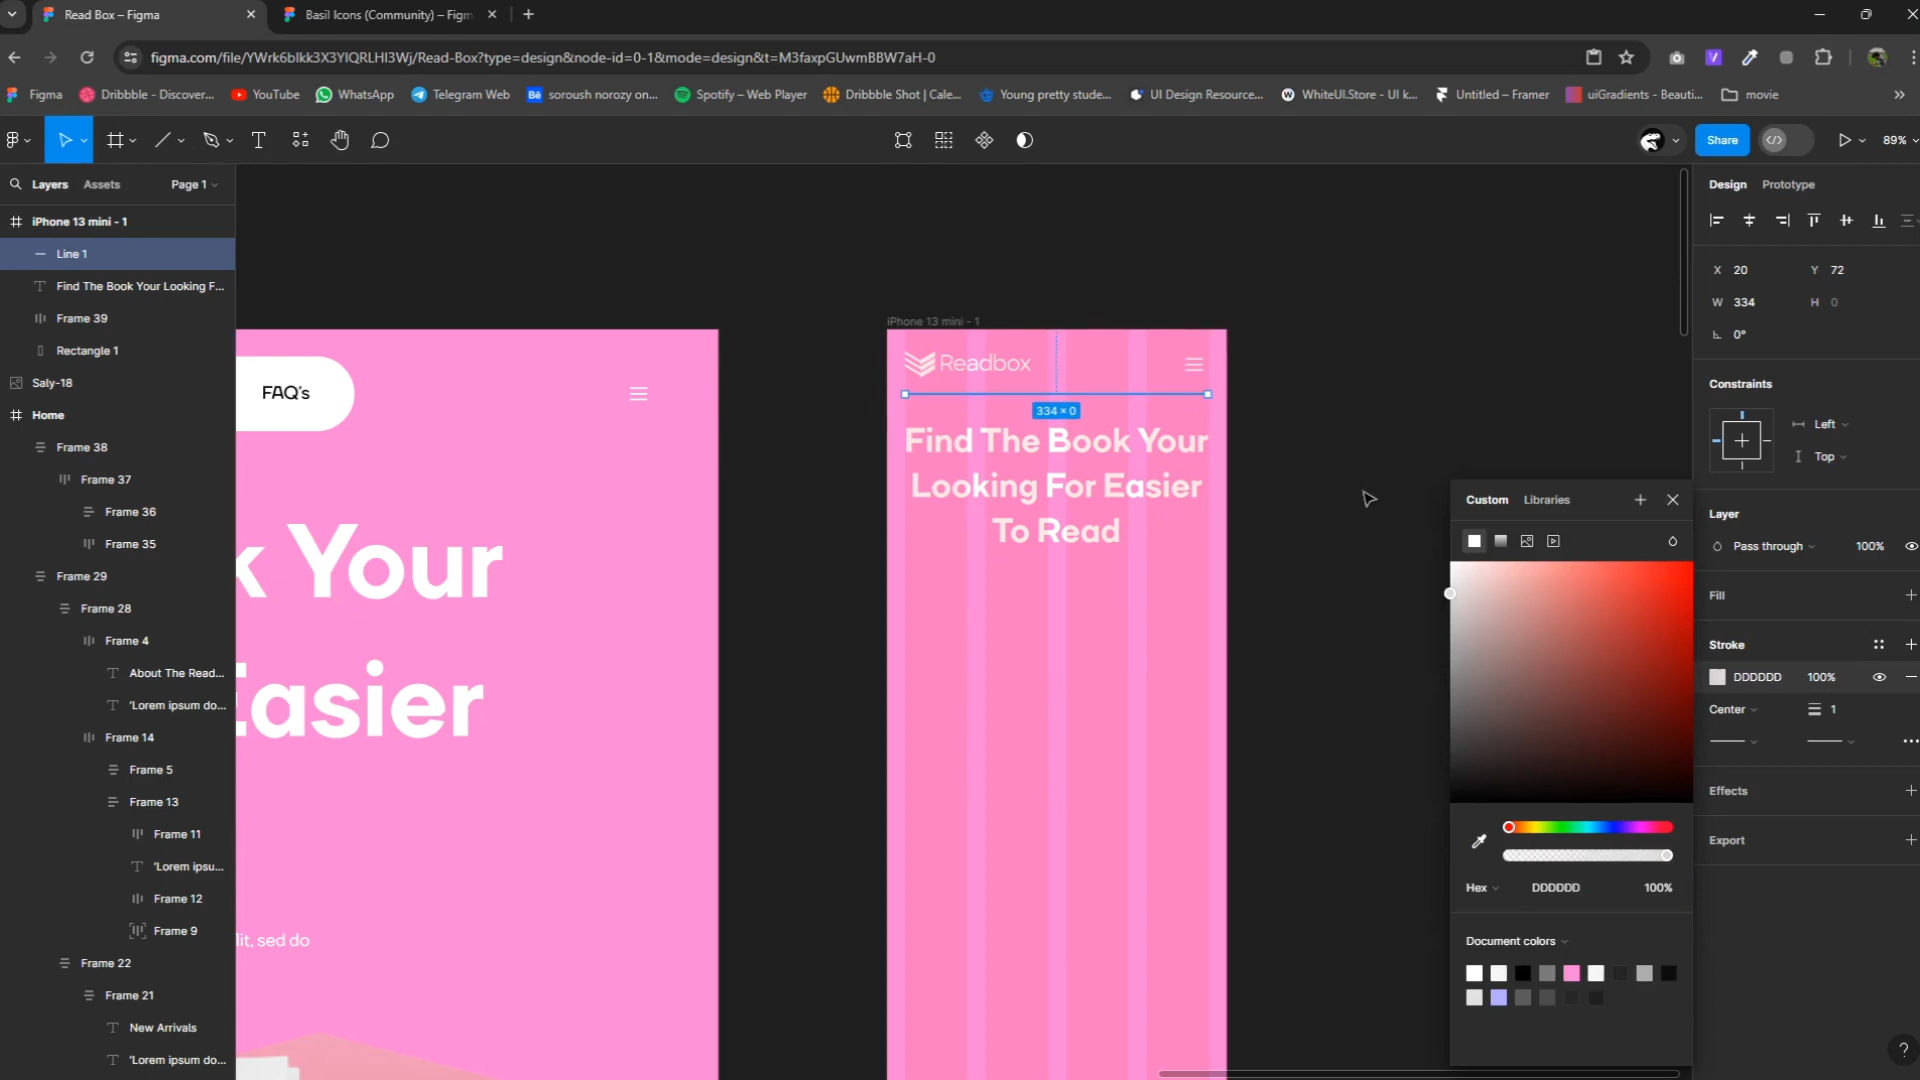 Read Box – Figma
Basil Icons (Community) – Figm
figma.com/file/YWrk6blkk3X3YlQRLHl3Wj/Read-Box?type=design&node-id=0-1&mode=design&t=M3faxpGUwmBBW7aH-0
Figma
Dribbble - Discover...
YouTube
WhatsApp
Telegram Web
Bē soroush norozy on...
Spotify – Web Player
Dribbble Shot | Cale...
Young pretty stude...
UI Design Resource...
WhiteUI.Store - UI k...
Untitled – Framer
uiGradients - Beauti...
movie
Share
89%
Layers
Assets
Page 1
Design
Prototype
iPhone 13 mini - 1
Line 1
Find The Book Your Looking F...
Frame 39
Rectangle 1
Saly-18
Home
Frame 38
Frame 37
Frame 36
Frame 35
Frame 29
Frame 28
Frame 4
About The Read...
'Lorem ipsum do...
Frame 14
Frame 5
Frame 13
Frame 11
'Lorem ipsu...
Frame 12
Frame 9
Frame 22
Frame 21
New Arrivals
'Lorem ipsum do...
FAQ's
k Your
Easier
lit, sed do
iPhone 13 mini - 1
Readbox
334 × 0
Find The Book Your
Looking For Easier
To Read
Custom
Libraries
Hex
DDDDDD
100%
Document colors
X 20
Y 72
W 334
H 0
0°
Constraints
Left
Top
Layer
Pass through
100%
Fill
Stroke
DDDDDD
100%
Center
1
Effects
Export
?